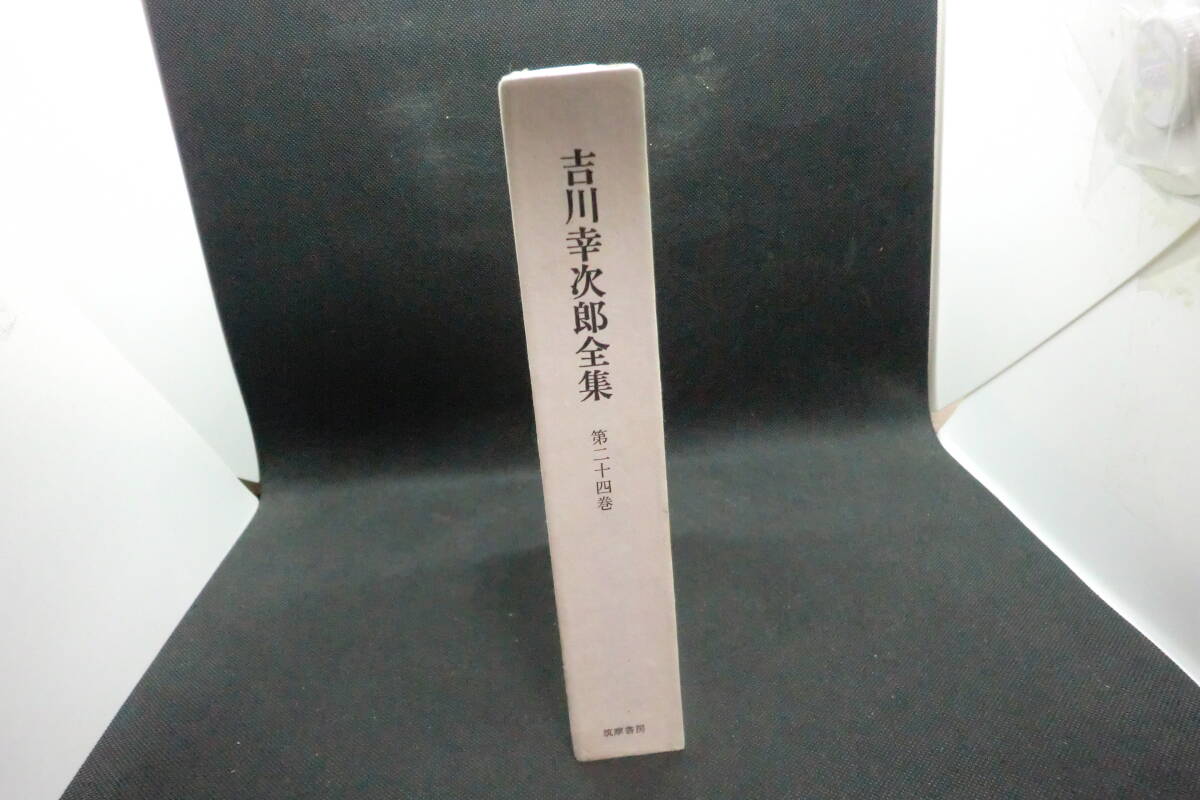 吉川幸次郎全集
第二十四巻
筑摩書房